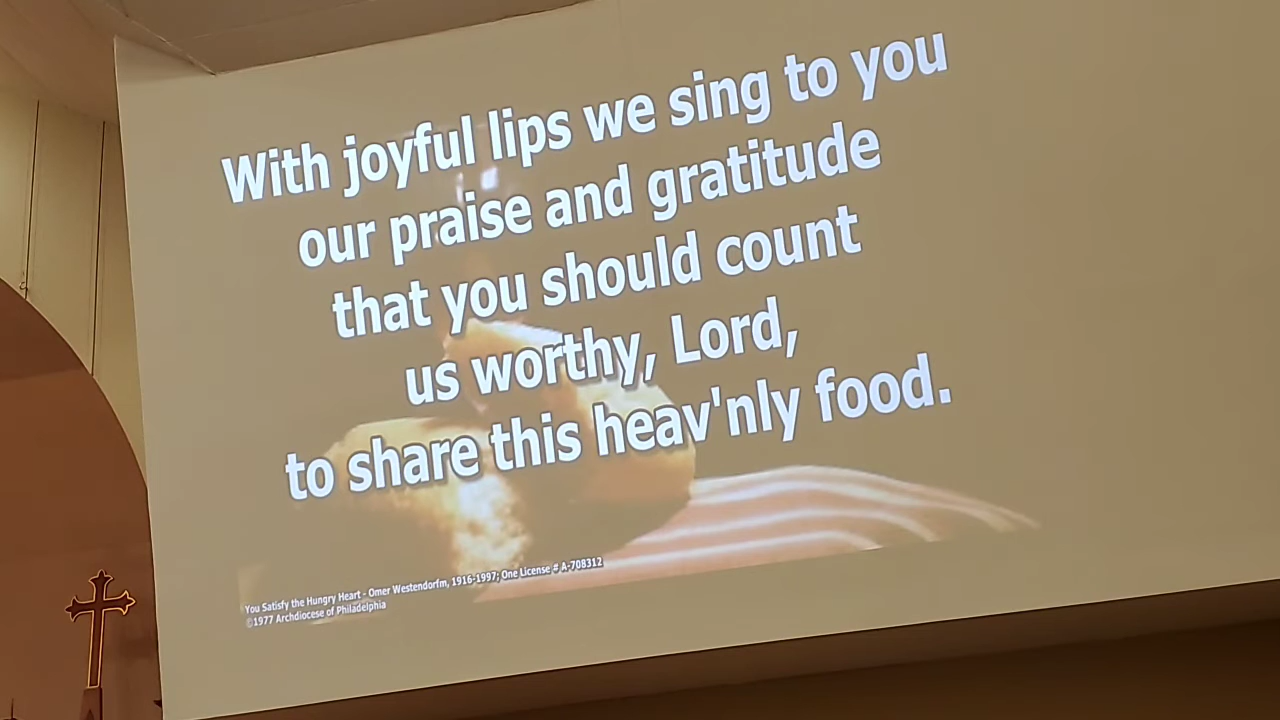 With joyful lips we sing to you
our praise and gratitude
that you should count
us worthy, Lord,
to share this heav'nly food.
You Satisfy the Hungry Heart - Omer Westendorfm, 1916-1997; One License # A-708312
©1977 Archdiocese of Philadelphia